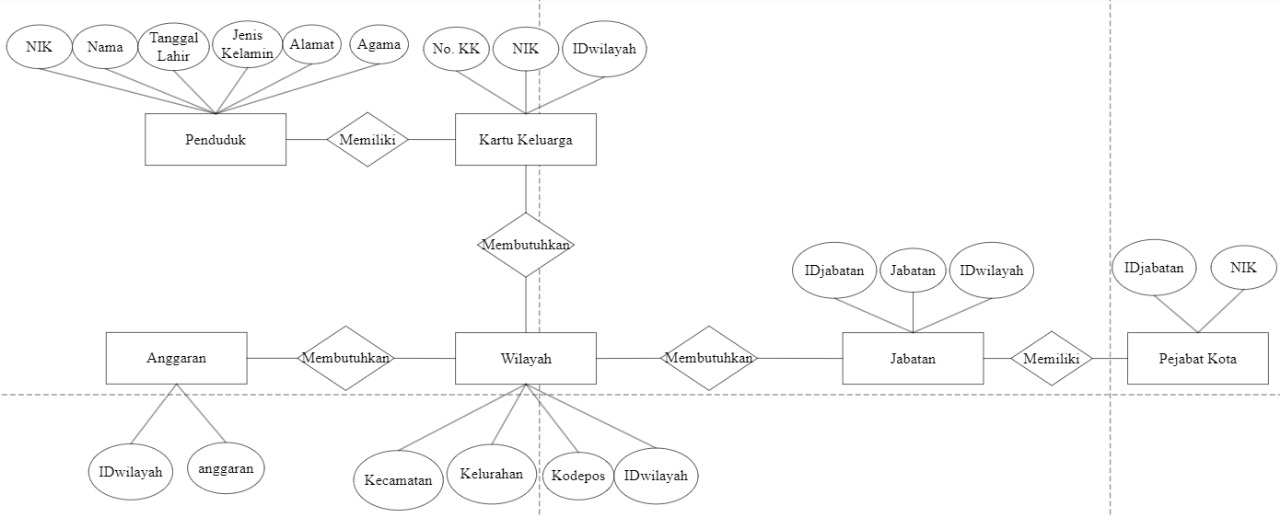 NIK
Nama
Tanggal
Lahir
Jenis
Kelamin
Alamat
Agama
No. KK
NIK
IDwilayah
Penduduk
Memiliki
Kartu Keluarga
Membutuhkan
IDjabatan
Jabatan
IDwilayah
IDjabatan
NIK
Anggaran
Membutuhkan
Wilayah
Membutuhkan
Jabatan
Memiliki
Pejabat Kota
IDwilayah
anggaran
Kecamatan
Kelurahan
Kodepos
IDwilayah